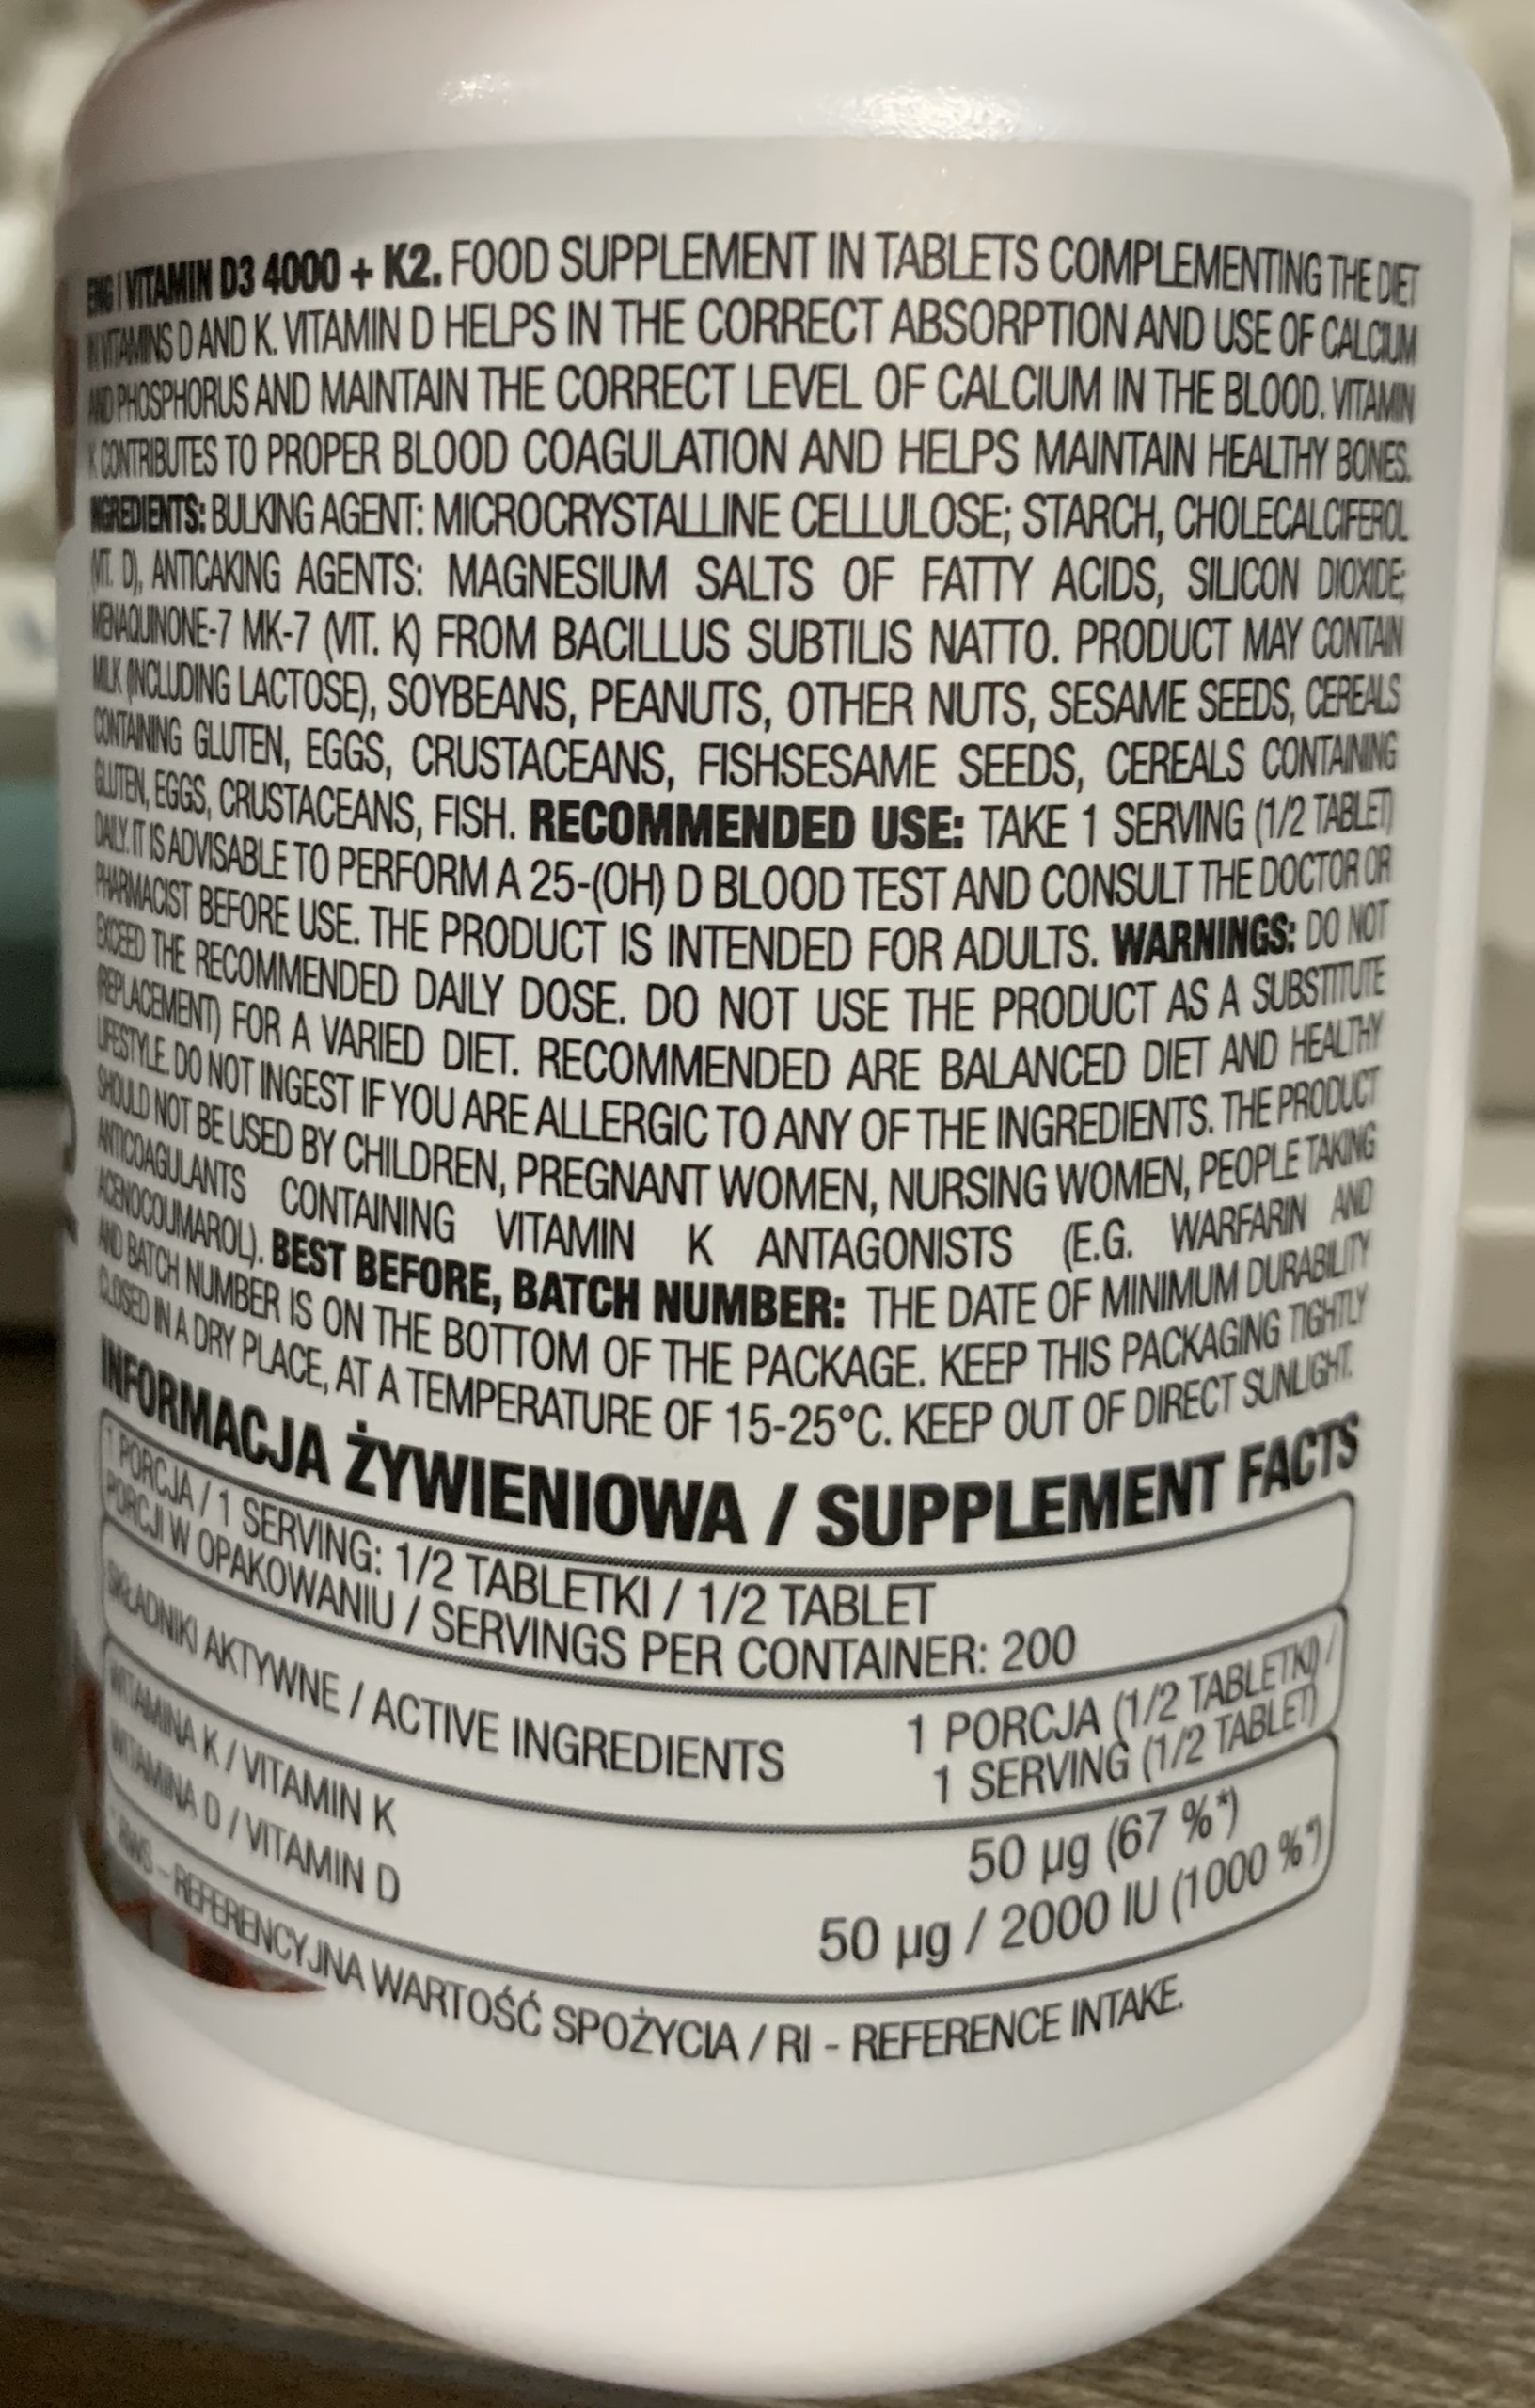 ENG / VITAMIN D3 4000 + K2. FOOD SUPPLEMENT IN TABLETS COMPLEMENTING THE DIET
IN VITAMINS D AND K. VITAMIN D HELPS IN THE CORRECT ABSORPTION AND USE OF CALCIUM
AND PHOSPHORUS AND MAINTAIN THE CORRECT LEVEL OF CALCIUM IN THE BLOOD. VITAMIN
K CONTRIBUTES TO PROPER BLOOD COAGULATION AND HELPS MAINTAIN HEALTHY BONES.
INGREDIENTS: BULKING AGENT: MICROCRYSTALLINE CELLULOSE; STARCH, CHOLECALCIFEROL
(VIT. D), ANTICAKING AGENTS: MAGNESIUM SALTS OF FATTY ACIDS, SILICON DIOXIDE;
MENAQUINONE-7 MK-7 (VIT. K) FROM BACILLUS SUBTILIS NATTO. PRODUCT MAY CONTAIN
MILK (INCLUDING LACTOSE), SOYBEANS, PEANUTS, OTHER NUTS, SESAME SEEDS, CEREALS
CONTAINING GLUTEN, EGGS, CRUSTACEANS, FISHSESAME SEEDS, CEREALS CONTAINING
GLUTEN, EGGS, CRUSTACEANS, FISH. RECOMMENDED USE: TAKE 1 SERVING (1/2 TABLET)
DAILY. IT IS ADVISABLE TO PERFORM A 25-(OH) D BLOOD TEST AND CONSULT THE DOCTOR OR
PHARMACIST BEFORE USE. THE PRODUCT IS INTENDED FOR ADULTS. WARNINGS: DO NOT
EXCEED THE RECOMMENDED DAILY DOSE. DO NOT USE THE PRODUCT AS A SUBSTITUTE
(REPLACEMENT) FOR A VARIED DIET. RECOMMENDED ARE BALANCED DIET AND HEALTHY
LIFESTYLE. DO NOT INGEST IF YOU ARE ALLERGIC TO ANY OF THE INGREDIENTS. THE PRODUCT
SHOULD NOT BE USED BY CHILDREN, PREGNANT WOMEN, NURSING WOMEN, PEOPLE TAKING
ANTICOAGULANTS CONTAINING VITAMIN K ANTAGONISTS (E.G. WARFARIN AND
ACENOCOUMAROL). BEST BEFORE, BATCH NUMBER: THE DATE OF MINIMUM DURABILITY
AND BATCH NUMBER IS ON THE BOTTOM OF THE PACKAGE. KEEP THIS PACKAGING TIGHTLY
CLOSED IN A DRY PLACE, AT A TEMPERATURE OF 15-25°C. KEEP OUT OF DIRECT SUNLIGHT.
INFORMACJA ŻYWIENIOWA / SUPPLEMENT FACTS
1 PORCJA / 1 SERVING: 1/2 TABLETKI / 1/2 TABLET
PORCJI W OPAKOWANIU / SERVINGS PER CONTAINER: 200
SKŁADNIKI AKTYWNE / ACTIVE INGREDIENTS
1 PORCJA (1/2 TABLETKI) /
1 SERVING (1/2 TABLET)
WITAMINA K / VITAMIN K 50 µg (67 %*)
WITAMINA D / VITAMIN D 50 µg / 2000 IU (1000 %*)
* RWS – REFERENCYJNA WARTOŚĆ SPOŻYCIA / RI - REFERENCE INTAKE.